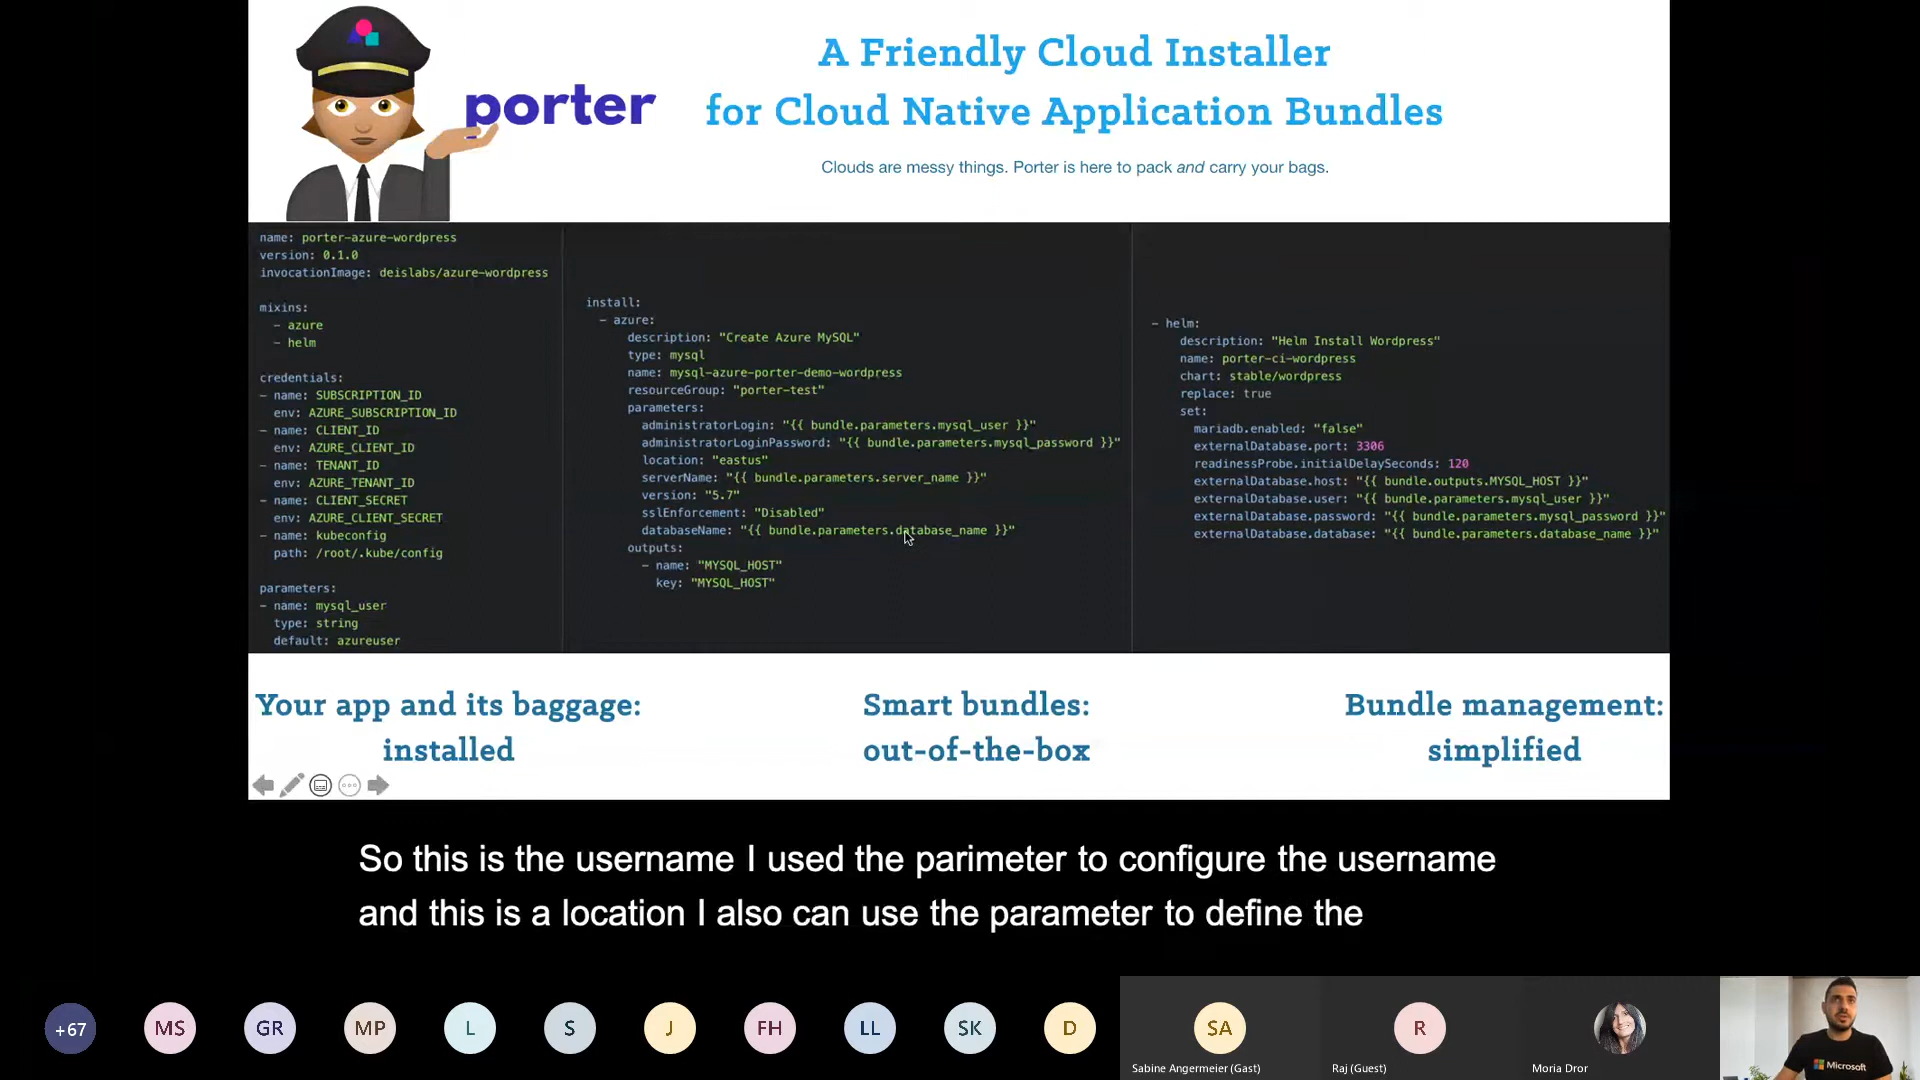 porter
A Friendly Cloud Installer
for Cloud Native Application Bundles
Clouds are messy things. Porter is here to pack and carry your bags.
name: porter-azure-wordpress
version: 0.1.0
invocationImage: deislabs/azure-wordpress
mixins:
- azure
- helm
credentials:
- name: SUBSCRIPTION_ID
env: AZURE_SUBSCRIPTION_ID
- name: CLIENT_ID
env: AZURE_CLIENT_ID
- name: TENANT_ID
env: AZURE_TENANT_ID
- name: CLIENT_SECRET
env: AZURE_CLIENT_SECRET
- name: kubeconfig
path: /root/.kube/config
parameters:
- name: mysql_user
type: string
default: azureuser
install:
- azure:
description: "Create Azure MySQL"
type: mysql
name: mysql-azure-porter-demo-wordpress
resourceGroup: "porter-test"
parameters:
administratorLogin: "{{ bundle.parameters.mysql_user }}"
administratorLoginPassword: "{{ bundle.parameters.mysql_password }}"
location: "eastus"
serverName: "{{ bundle.parameters.server_name }}"
version: "5.7"
sslEnforcement: "Disabled"
databaseName: "{{ bundle.parameters.database_name }}"
outputs:
- name: "MYSQL_HOST"
key: "MYSQL_HOST"
- helm:
description: "Helm Install Wordpress"
name: porter-ci-wordpress
chart: stable/wordpress
replace: true
set:
mariadb.enabled: "false"
externalDatabase.port: 3306
readinessProbe.initialDelaySeconds: 120
externalDatabase.host: "{{ bundle.outputs.MYSQL_HOST }}"
externalDatabase.user: "{{ bundle.parameters.mysql_user }}"
externalDatabase.password: "{{ bundle.parameters.mysql_password }}"
externalDatabase.database: "{{ bundle.parameters.database_name }}"
Your app and its baggage:
installed
Smart bundles:
out-of-the-box
Bundle management:
simplified
So this is the username I used the parimeter to configure the username
and this is a location I also can use the parameter to define the
+67
MS
GR
MP
L
S
J
FH
LL
SK
D
SA
Sabine Angermeier (Gast)
R
Raj (Guest)
Moria Dror
Microsoft